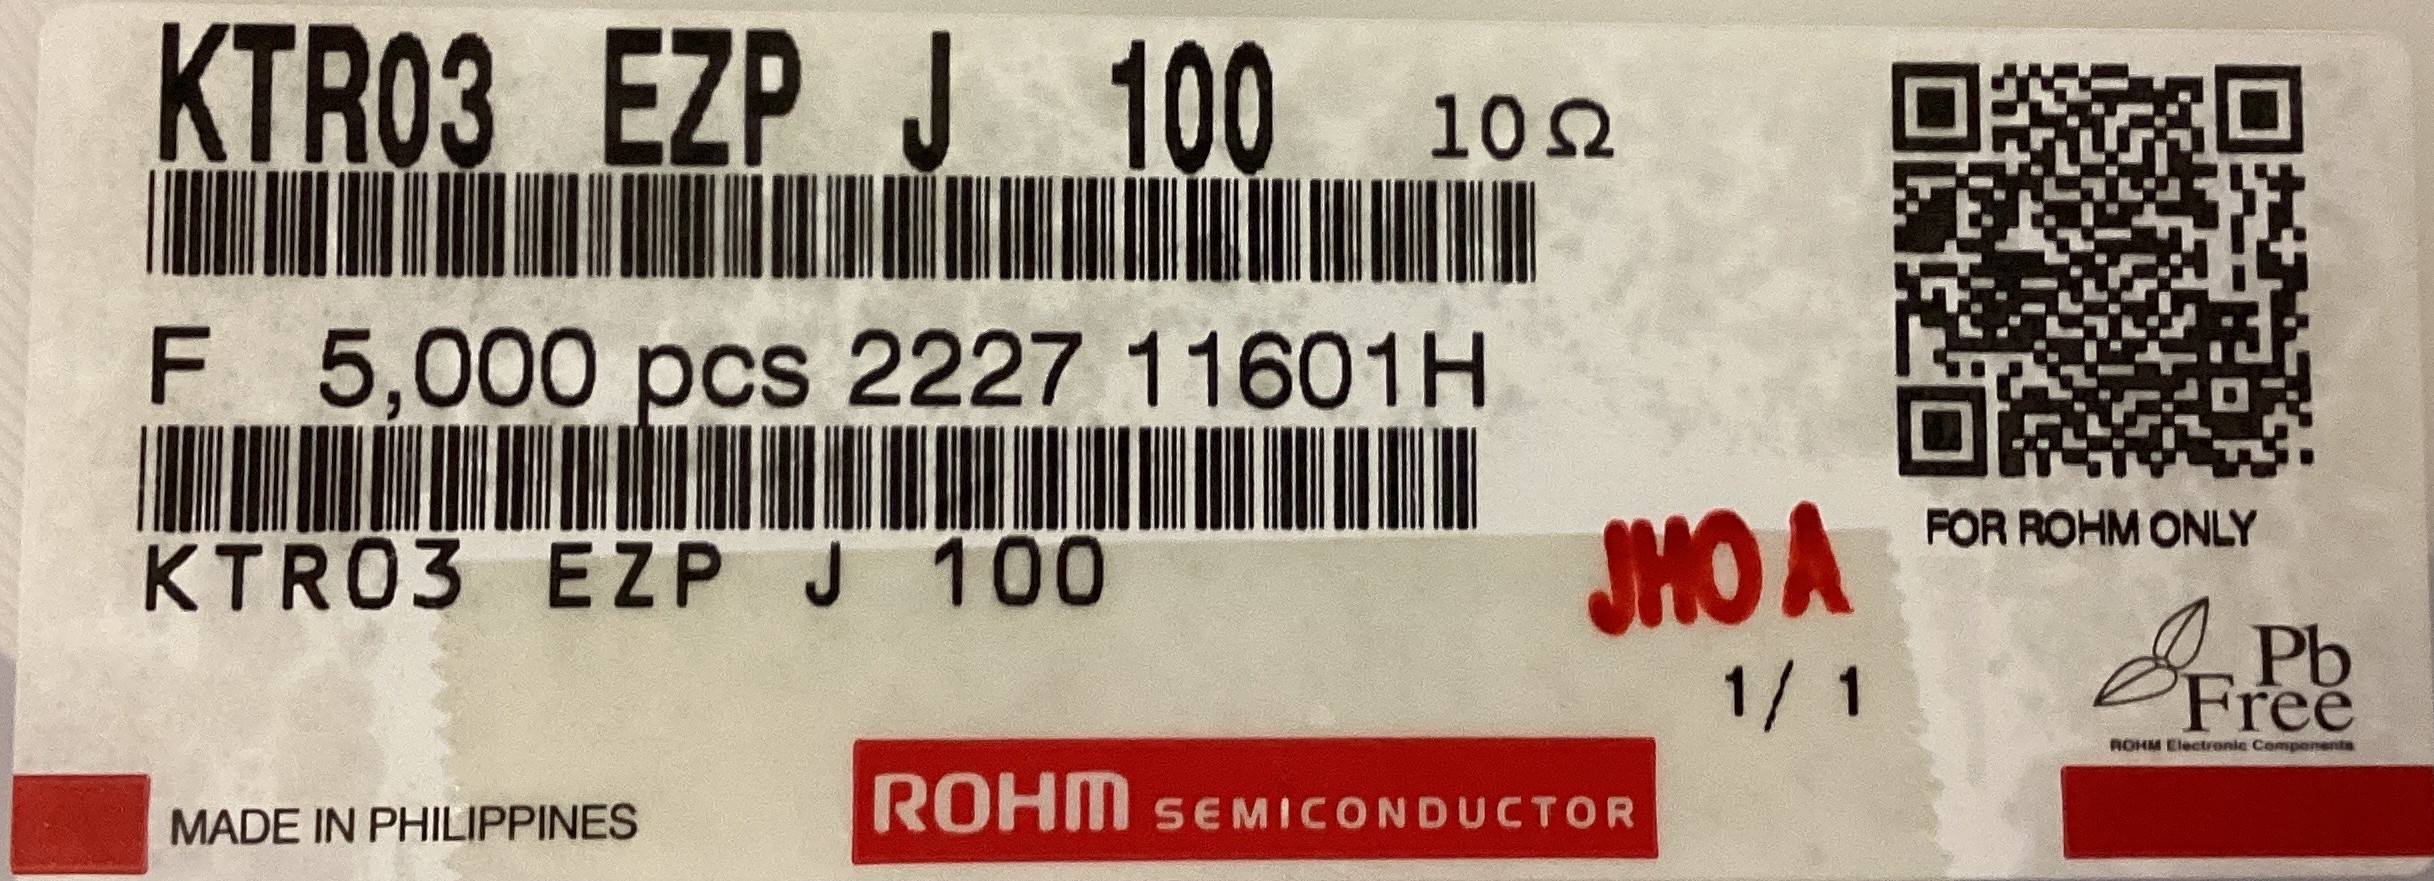 KTR03 EZP J 100 10Ω
F 5,000 pcs 2227 11601H
KTR03 EZP J 100
JHO A
1/ 1
FOR ROHM ONLY
Pb
Free
ROHM Electronic Components
MADE IN PHILIPPINES
ROHM SEMICONDUCTOR